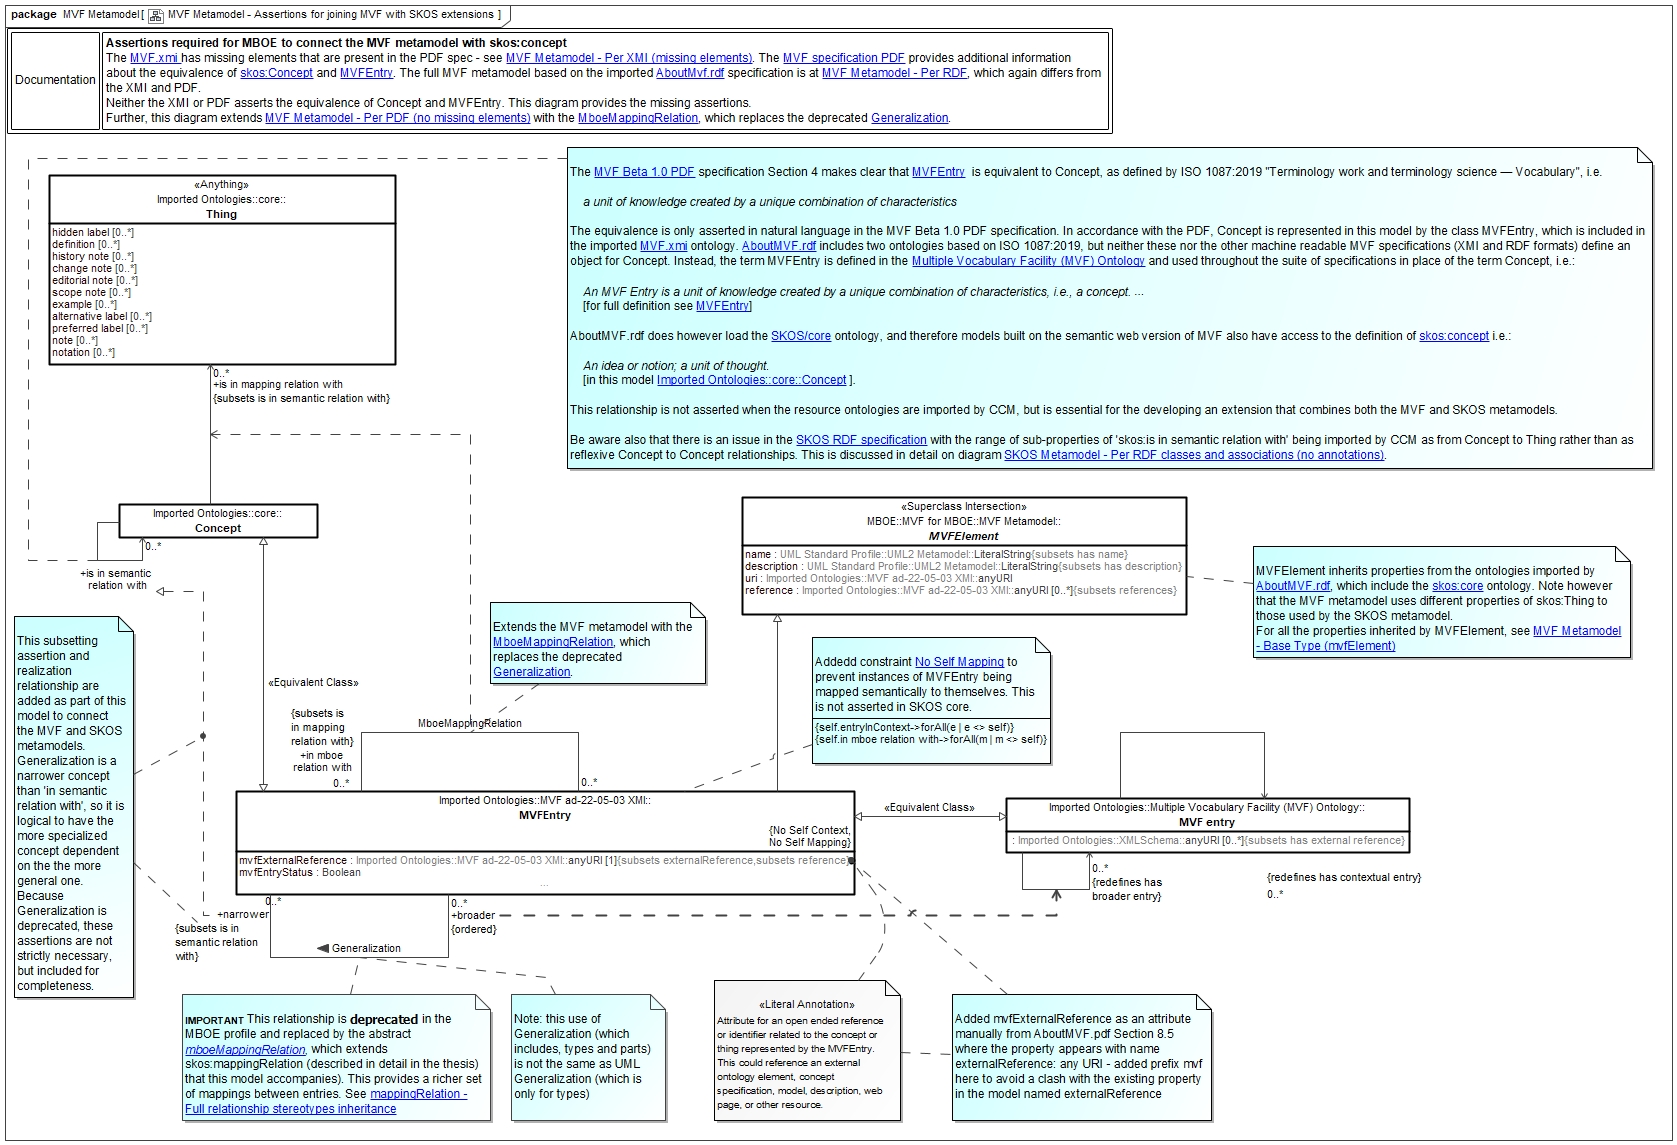 package MVF Metamodel[ MVF Metamodel - Assertions for joining MVF with SKOS extensions ]
Documentation
Assertions required for MBOE to connect the MVF metamodel with skos:concept
The MVF.xmi has missing elements that are present in the PDF spec - see MVF Metamodel - Per XMI (missing elements). The MVF specification PDF provides additional information
about the equivalence of skos:Concept and MVFEntry. The full MVF metamodel based on the imported AboutMvf.rdf specification is at MVF Metamodel - Per RDF, which again differs from
the XMI and PDF.
Neither the XMI or PDF asserts the equivalence of Concept and MVFEntry. This diagram provides the missing assertions.
Further, this diagram extends MVF Metamodel - Per PDF (no missing elements) with the MboeMappingRelation, which replaces the deprecated Generalization.
«Anything»
Imported Ontologies::core::
Thing
hidden label [0..*]
definition [0..*]
history note [0..*]
change note [0..*]
editorial note [0..*]
scope note [0..*]
example [0..*]
alternative label [0..*]
preferred label [0..*]
note [0..*]
notation [0..*]
0..*
+is in mapping relation with
{subsets is in semantic relation with}
The MVF Beta 1.0 PDF specification Section 4 makes clear that MVFEntry is equivalent to Concept, as defined by ISO 1087:2019 "Terminology work and terminology science — Vocabulary", i.e.
a unit of knowledge created by a unique combination of characteristics
The equivalence is only asserted in natural language in the MVF Beta 1.0 PDF specification. In accordance with the PDF, Concept is represented in this model by the class MVFEntry, which is included in
the imported MVF.xmi ontology. AboutMVF.rdf includes two ontologies based on ISO 1087:2019, but neither these nor the other machine readable MVF specifications (XMI and RDF formats) define an
object for Concept. Instead, the term MVFEntry is defined in the Multiple Vocabulary Facility (MVF) Ontology and used throughout the suite of specifications in place of the term Concept, i.e.:
An MVF Entry is a unit of knowledge created by a unique combination of characteristics, i.e., a concept. ...
[for full definition see MVFEntry]
AboutMVF.rdf does however load the SKOS/core ontology, and therefore models built on the semantic web version of MVF also have access to the definition of skos:concept i.e.:
An idea or notion; a unit of thought.
[in this model Imported Ontologies::core::Concept ].
This relationship is not asserted when the resource ontologies are imported by CCM, but is essential for the developing an extension that combines both the MVF and SKOS metamodels.
Be aware also that there is an issue in the SKOS RDF specification with the range of sub-properties of 'skos:is in semantic relation with' being imported by CCM as from Concept to Thing rather than as
reflexive Concept to Concept relationships. This is discussed in detail on diagram SKOS Metamodel - Per RDF classes and associations (no annotations).
Imported Ontologies::core::
Concept
0..*
+is in semantic
relation with
«Superclass Intersection»
MBOE::MVF for MBOE::MVF Metamodel::
MVFElement
name : UML Standard Profile::UML2 Metamodel::LiteralString{subsets has name}
description : UML Standard Profile::UML2 Metamodel::LiteralString{subsets has description}
uri : Imported Ontologies::MVF ad-22-05-03 XMI::anyURI
reference : Imported Ontologies::MVF ad-22-05-03 XMI::anyURI [0..*]{subsets references}
MVFElement inherits properties from the ontologies imported by
AboutMVF.rdf, which include the skos:core ontology. Note however
that the MVF metamodel uses different properties of skos:Thing to
those used by the SKOS metamodel.
For all the properties inherited by MVFElement, see MVF Metamodel
- Base Type (mvfElement)
This subsetting
assertion and
realization
relationship are
added as part of this
model to connect
the MVF and SKOS
metamodels.
Generalization is a
narrower concept
than 'in semantic
relation with', so it is
logical to have the
more specialized
concept dependent
on the the more
general one.
Because
Generalization is
deprecated, these
assertions are not
strictly necessary,
but included for
completeness.
«Equivalent Class»
Extends the MVF metamodel with the
MboeMappingRelation, which
replaces the deprecated
Generalization.
Addedd constraint No Self Mapping to
prevent instances of MVFEntry being
mapped semantically to themselves. This
is not asserted in SKOS core.
{self.entryInContext->forAll(e | e <> self)}
{self.in mboe relation with->forAll(m | m <> self)}
{subsets is
in mapping
relation with}
+in mboe
relation with
0..*
MboeMappingRelation
0..*
Imported Ontologies::MVF ad-22-05-03 XMI::
MVFEntry
{No Self Context,
No Self Mapping}
mvfExternalReference : Imported Ontologies::MVF ad-22-05-03 XMI::anyURI [1]{subsets externalReference,subsets reference}
mvfEntryStatus : Boolean
...
«Equivalent Class»
Imported Ontologies::Multiple Vocabulary Facility (MVF) Ontology::
MVF entry
: Imported Ontologies::XMLSchema::anyURI [0..*]{subsets has external reference}
0..*
{redefines has
broader entry}
{redefines has contextual entry}
0..*
0..*
+narrower
{subsets is in
semantic relation
with}
0..*
+broader
{ordered}
Generalization
IMPORTANT This relationship is deprecated in the
MBOE profile and replaced by the abstract
mboeMappingRelation, which extends
skos:mappingRelation (described in detail in the thesis)
that this model accompanies). This provides a richer set
of mappings between entries. See mappingRelation -
Full relationship stereotypes inheritance
Note: this use of
Generalization (which
includes, types and parts)
is not the same as UML
Generalization (which is
only for types)
«Literal Annotation»
Attribute for an open ended reference
or identifier related to the concept or
thing represented by the MVFEntry.
This could reference an external
ontology element, concept
specification, model, description, web
page, or other resource.
Added mvfExternalReference as an attribute
manually from AboutMVF.pdf Section 8.5
where the property appears with name
externalReference: any URI - added prefix mvf
here to avoid a clash with the existing property
in the model named externalReference